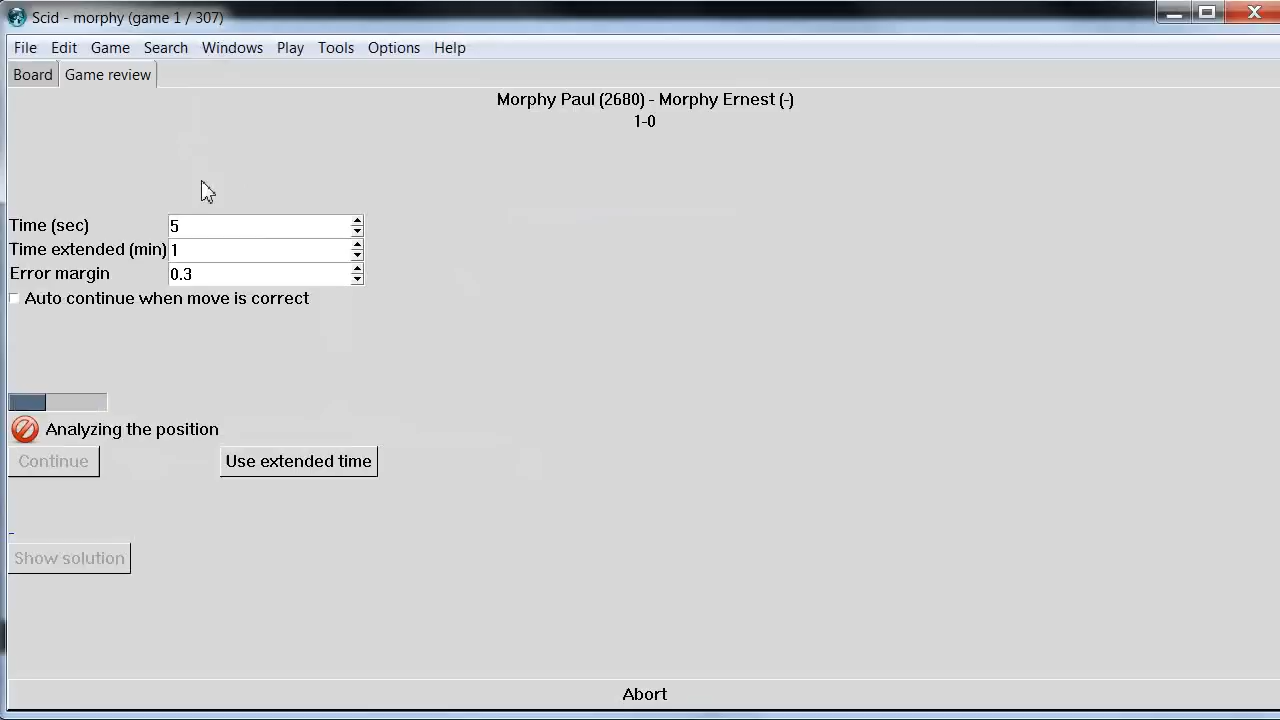 Scid - morphy (game 1 / 307)
File Edit Game Search Windows Play Tools Options Help
Board Game review
Morphy Paul (2680) - Morphy Ernest (-)
1-0
Time (sec) 5
Time extended (min) 1
Error margin 0.3
Auto continue when move is correct
Analyzing the position
Continue Use extended time
-
Show solution
Abort